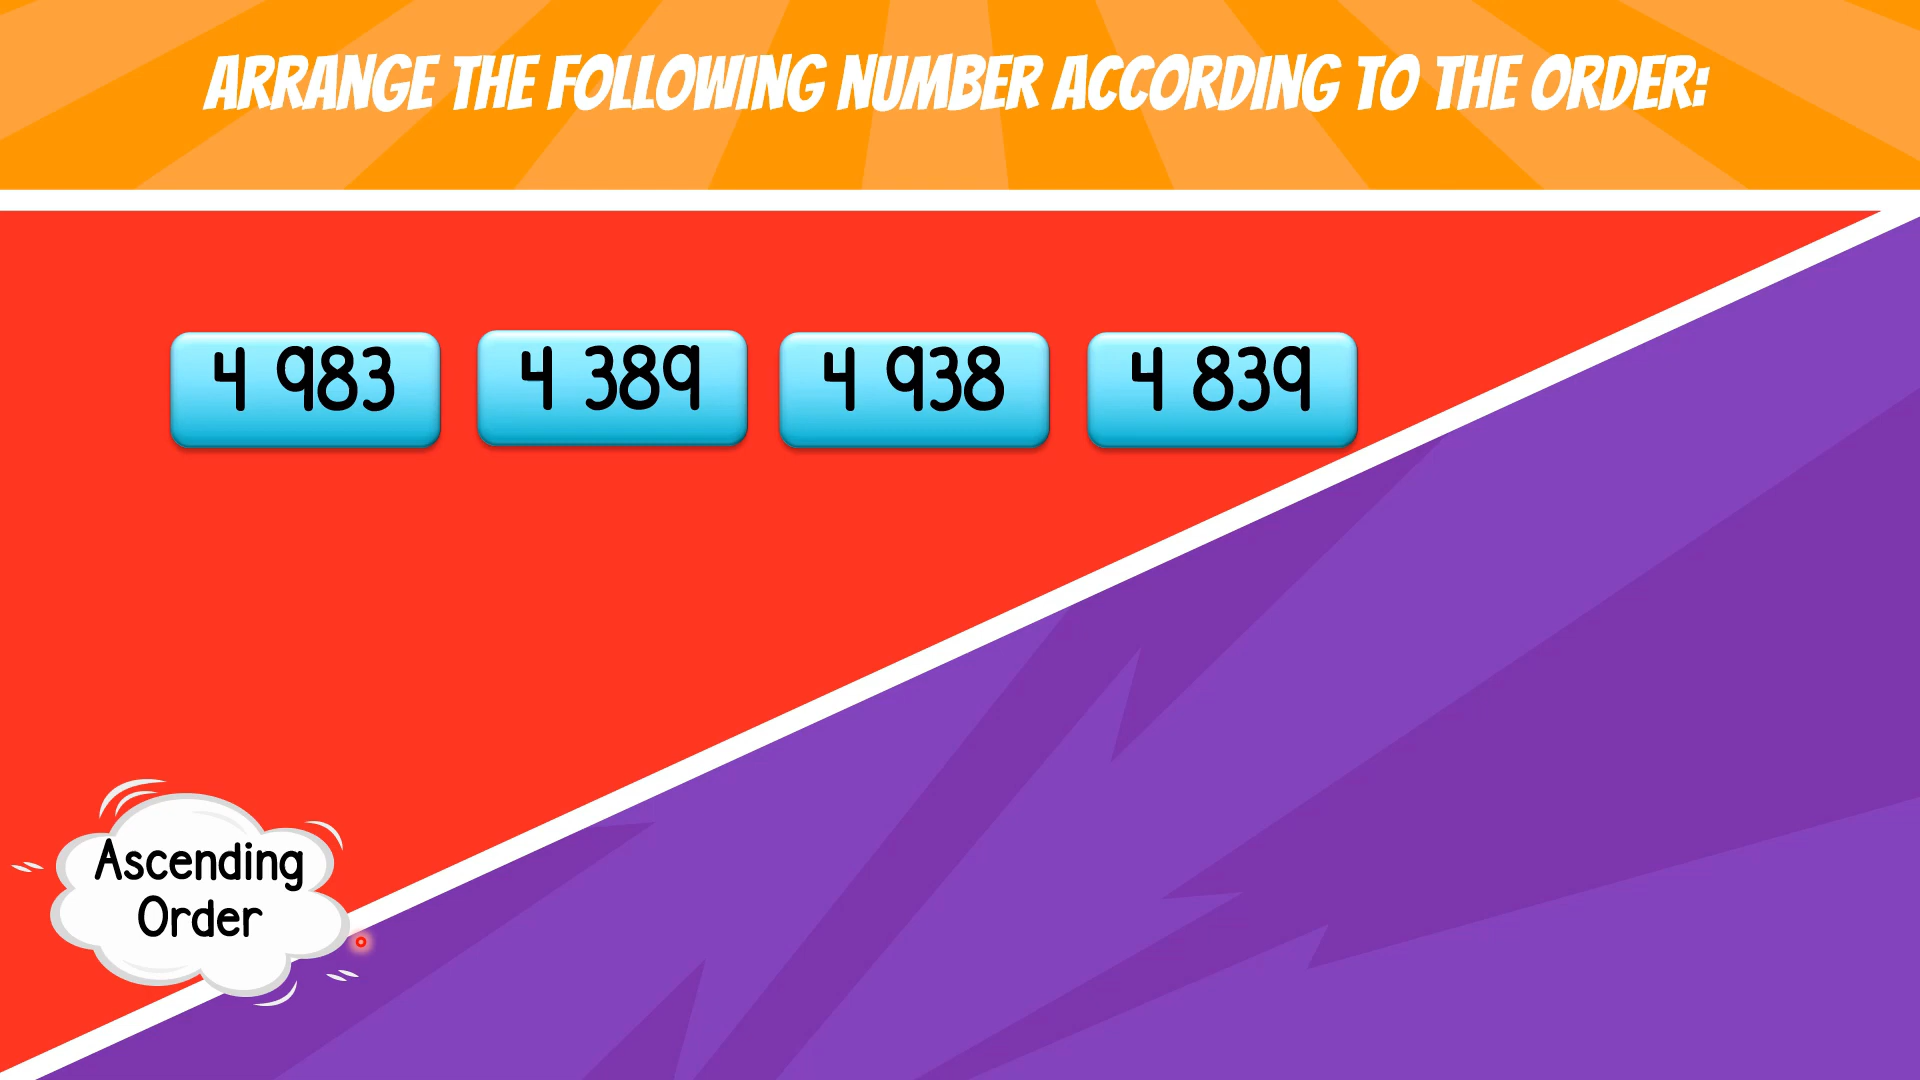 ARRANGE THE FOLLOWING NUMBER ACCORDING TO THE ORDER:
4 983 4 389 4 938 4 839
Ascending
Order